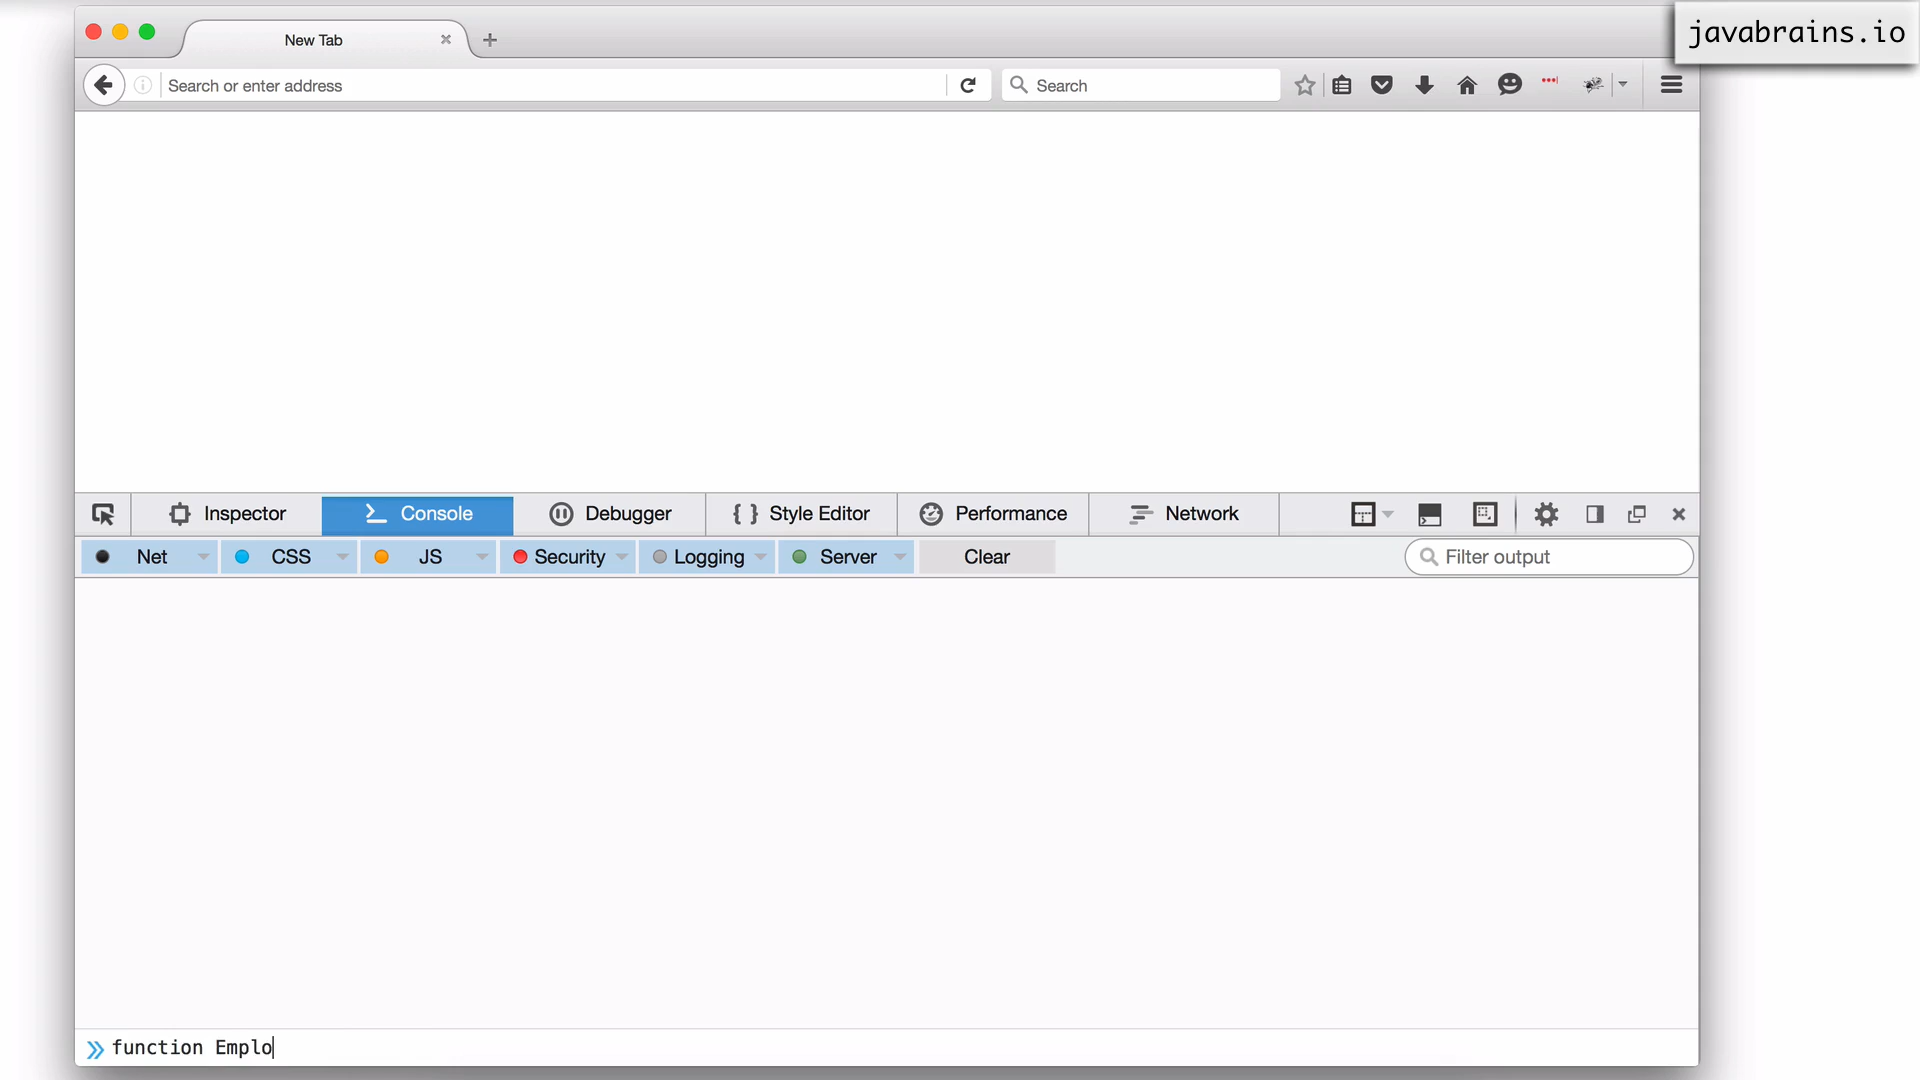 javabrains.io
New Tab
Search or enter address
Search
Inspector
Console
Debugger
Style Editor
Performance
Network
Net
CSS
JS
Security
Logging
Server
Clear
Filter output
function Emplo